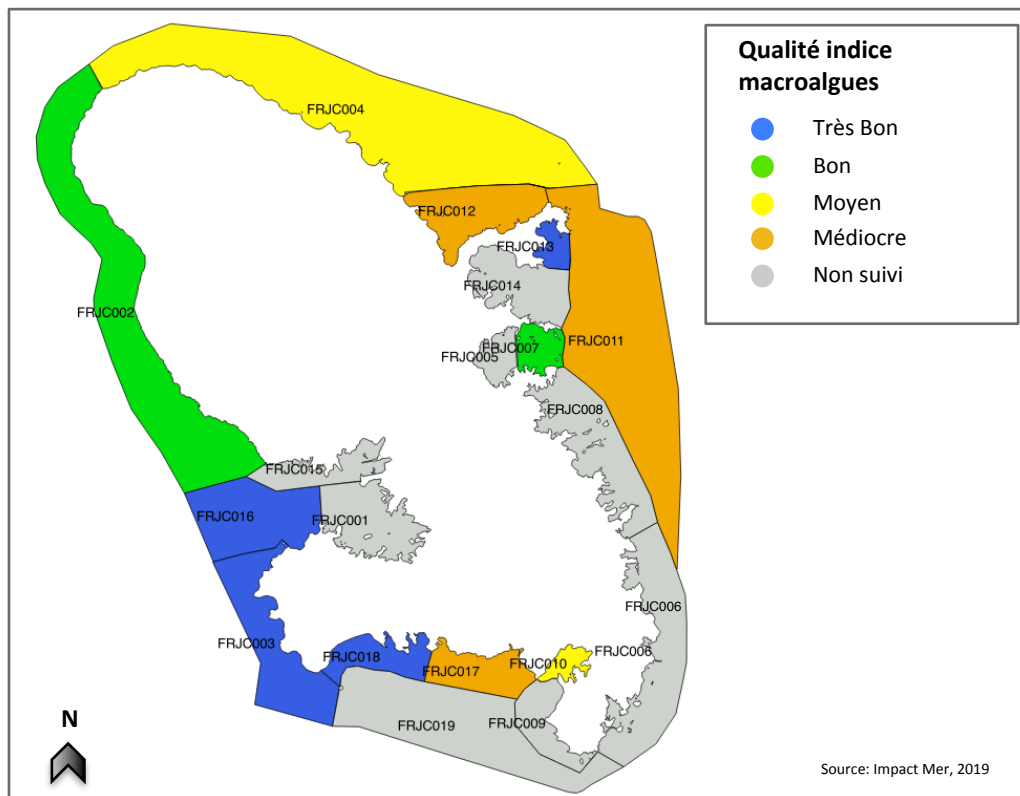 Qualité indice
macroalgues
Très Bon
Bon
Moyen
Médiocre
Non suivi
FRJC004
FRJC012
FRJC013
FRJC014
FRJC002
FRJC007
FRJC011
FRJC005
FRJC008
FRJC015
FRJC016
FRJC001
FRJC006
FRJC003
FRJC018
FRJC010
FRJC006
FRJC017
FRJC019
FRJC009
N
Source: Impact Mer, 2019